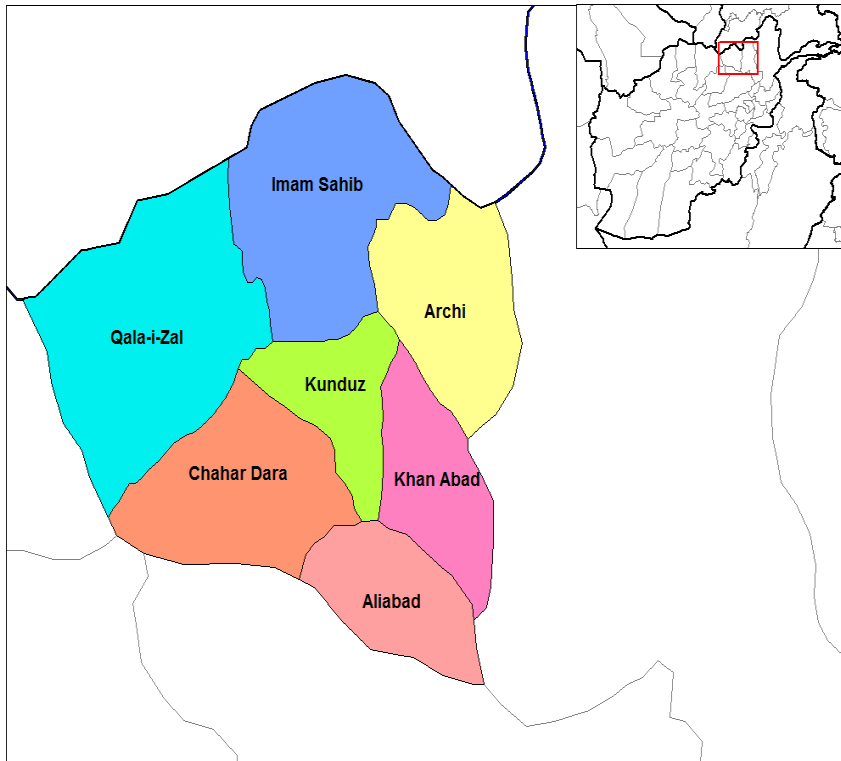 Imam Sahib
Archi
Qala-i-Zal
Kunduz
Chahar Dara
Khan Abad
Aliabad